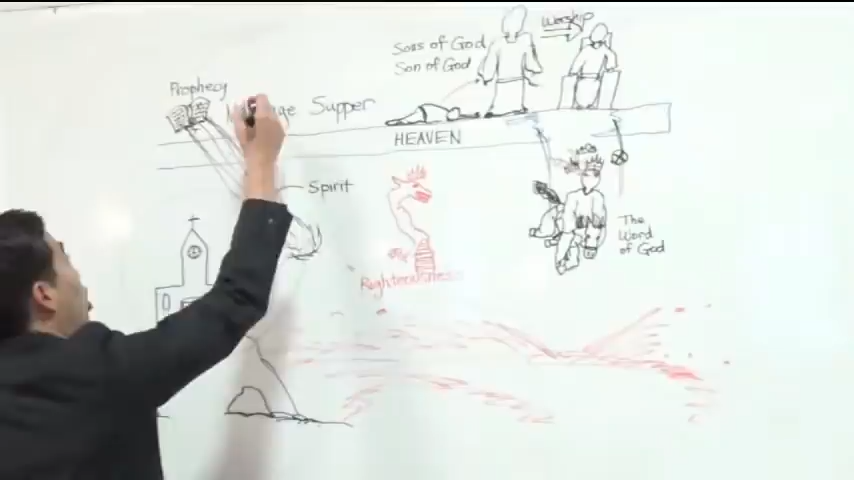 Worship
Sons of God
Son of God
Prophecy
Supper
HEAVEN
Spirit
The
Word
of God
Righteousness